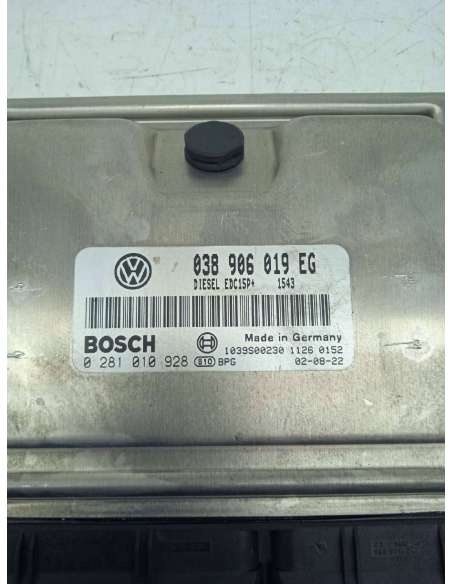 038 906 019 EG
DIESEL EDC15P+ 1543
BOSCH
Made in Germany
1039S00230 1126 0152
0 281 010 928 S10 BPG 02-08-22